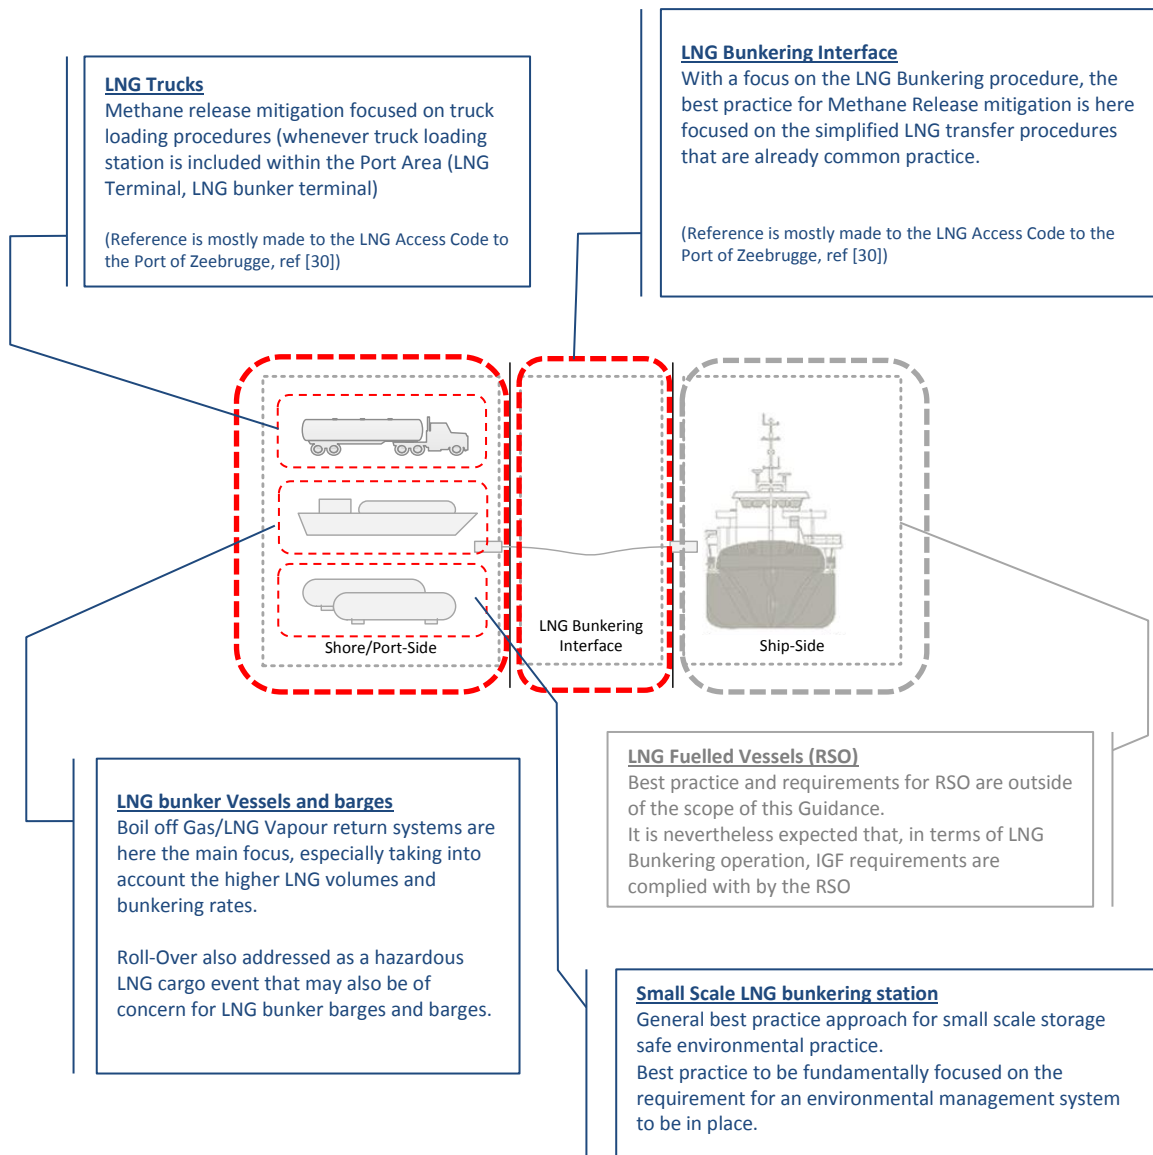 LNG Trucks
Methane release mitigation focused on truck
loading procedures (whenever truck loading
station is included within the Port Area (LNG
Terminal, LNG bunker terminal)
(Reference is mostly made to the LNG Access Code to
the Port of Zeebrugge, ref [30])
LNG Bunkering Interface
With a focus on the LNG Bunkering procedure, the
best practice for Methane Release mitigation is here
focused on the simplified LNG transfer procedures
that are already common practice.
(Reference is mostly made to the LNG Access Code to the
Port of Zeebrugge, ref [30])
Shore/Port-Side
LNG Bunkering
Interface
Ship-Side
LNG bunker Vessels and barges
Boil off Gas/LNG Vapour return systems are
here the main focus, especially taking into
account the higher LNG volumes and
bunkering rates.
Roll-Over also addressed as a hazardous
LNG cargo event that may also be of
concern for LNG bunker barges and barges.
LNG Fuelled Vessels (RSO)
Best practice and requirements for RSO are outside
of the scope of this Guidance.
It is nevertheless expected that, in terms of LNG
Bunkering operation, IGF requirements are
complied with by the RSO
Small Scale LNG bunkering station
General best practice approach for small scale storage
safe environmental practice.
Best practice to be fundamentally focused on the
requirement for an environmental management system
to be in place.